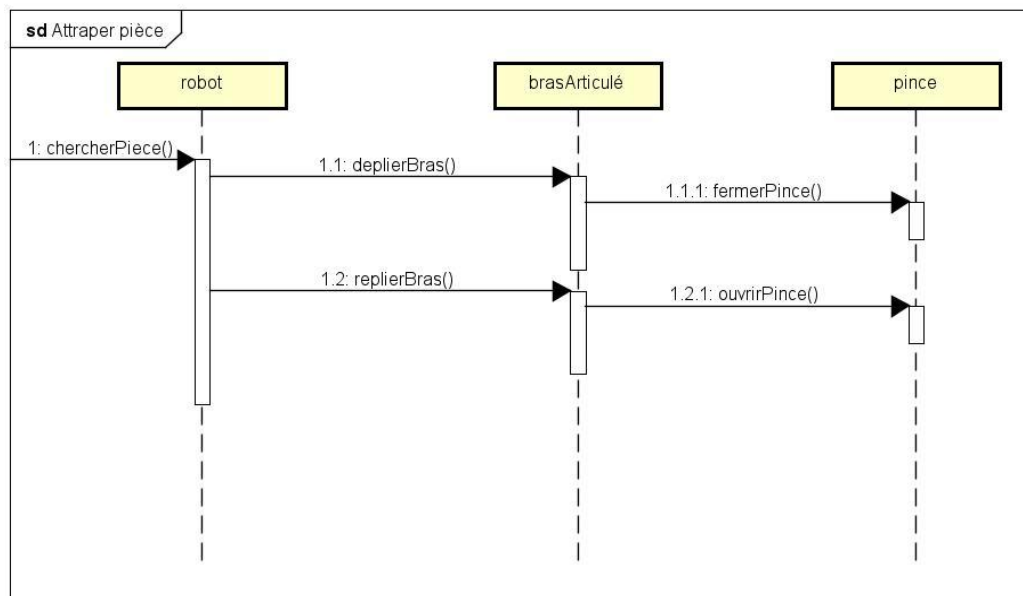 sd Attraper pièce
robot
brasArticulé
pince
1: chercherPiece()
1.1: deplierBras()
1.1.1: fermerPince()
1.2: replierBras()
1.2.1: ouvrirPince()